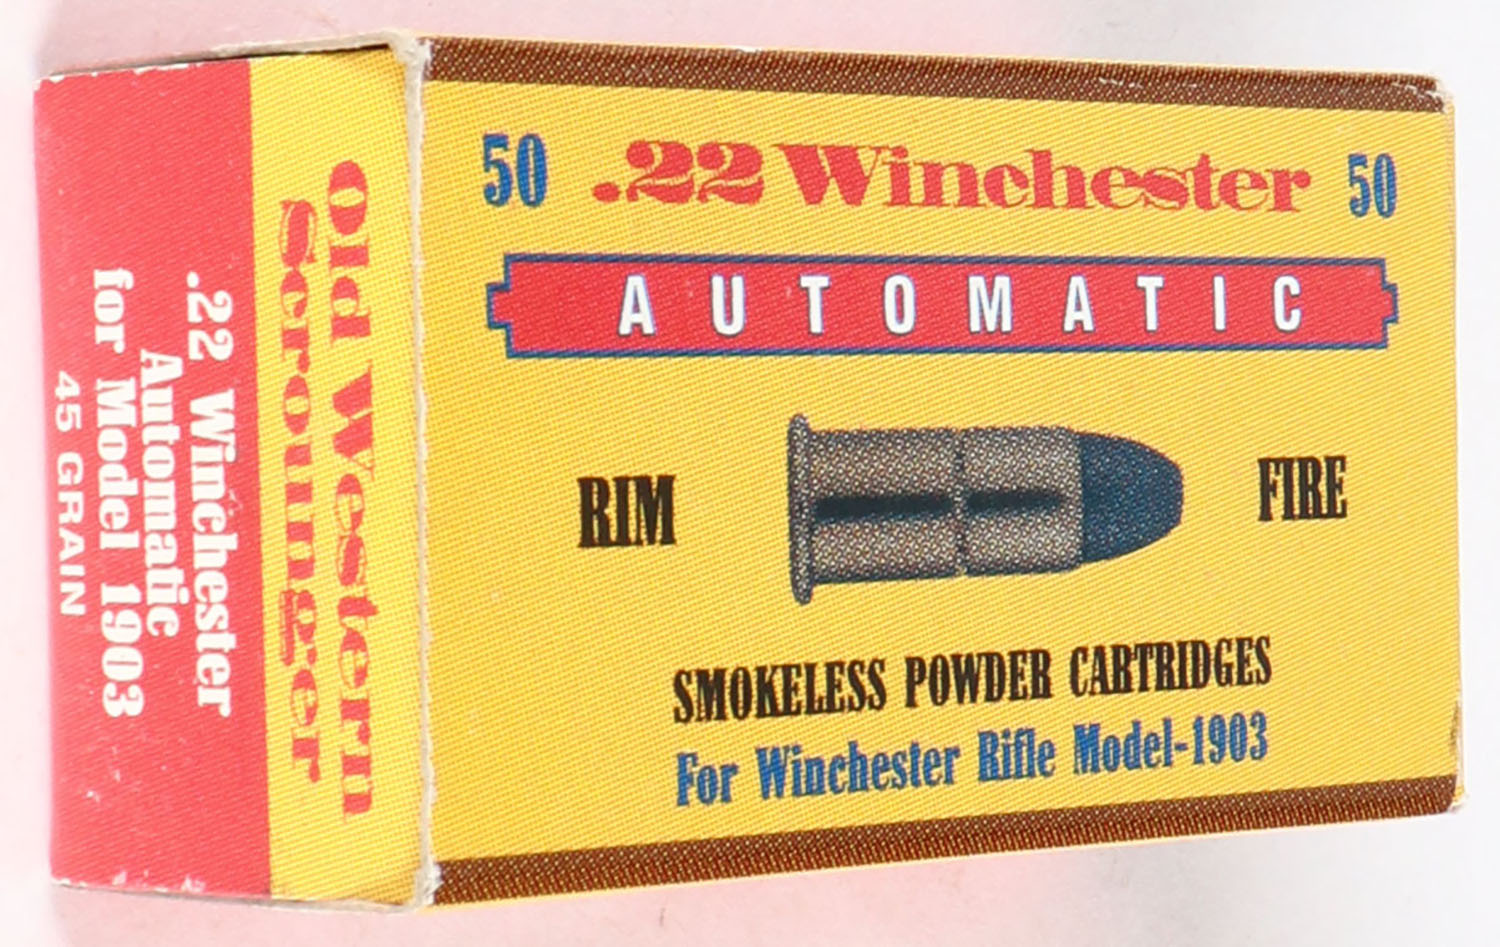 50 .22 Winchester 50
AUTOMATIC
RIM FIRE
SMOKELESS POWDER CARTRIDGES
For Winchester Rifle Model-1903
Old Western
Scrounger
.22 Winchester
Automatic
for Model 1903
45 GRAIN